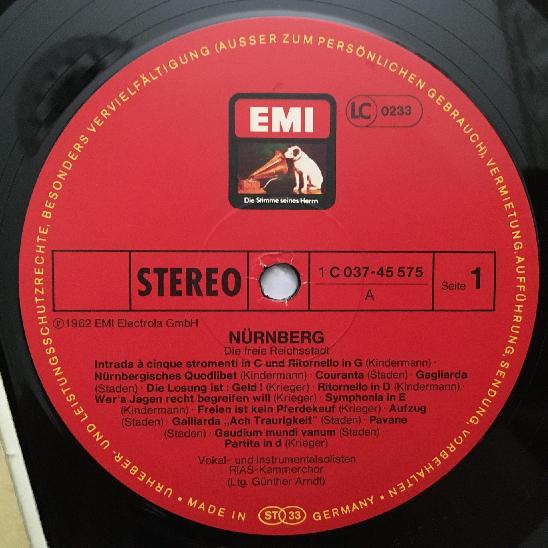 URHEBER- UND LEISTUNGSSCHUTZRECHTE, BESONDERS VERVIELFÄLTIGUNG (AUSSER ZUM PERSÖNLICHEN GEBRAUCH), VERMIETUNG, AUFFÜHRUNG, SENDUNG, VORBEHALTEN •
EMI
Die Stimme seines Herrn
LC 0233
STEREO
1 C 037-45 575
A
Seite 1
℗1962 EMI Electrola GmbH
NÜRNBERG
Die freie Reichsstadt
Intrada à cinque stromenti in C und Ritornello in G (Kindermann) ·
Nürnbergisches Quodlibet (Kindermann) · Couranta (Staden) · Gagliarda
(Staden) · Die Losung ist: Geld! (Krieger) · Ritornello in D (Kindermann) ·
Wer's Jagen recht begreifen will (Krieger) · Symphonia in E
(Kindermann) · Freien ist kein Pferdekauf (Krieger) · Aufzug
(Staden) · Galliarda „Ach Traurigkeit" (Staden) · Pavane
(Staden) · Gaudium mundi vanum (Staden) ·
Partita in d (Krieger)
Vokal- und Instrumentalsolisten
RIAS-Kammerchor
(Ltg. Günther Arndt)
MADE IN ST 33 GERMANY •